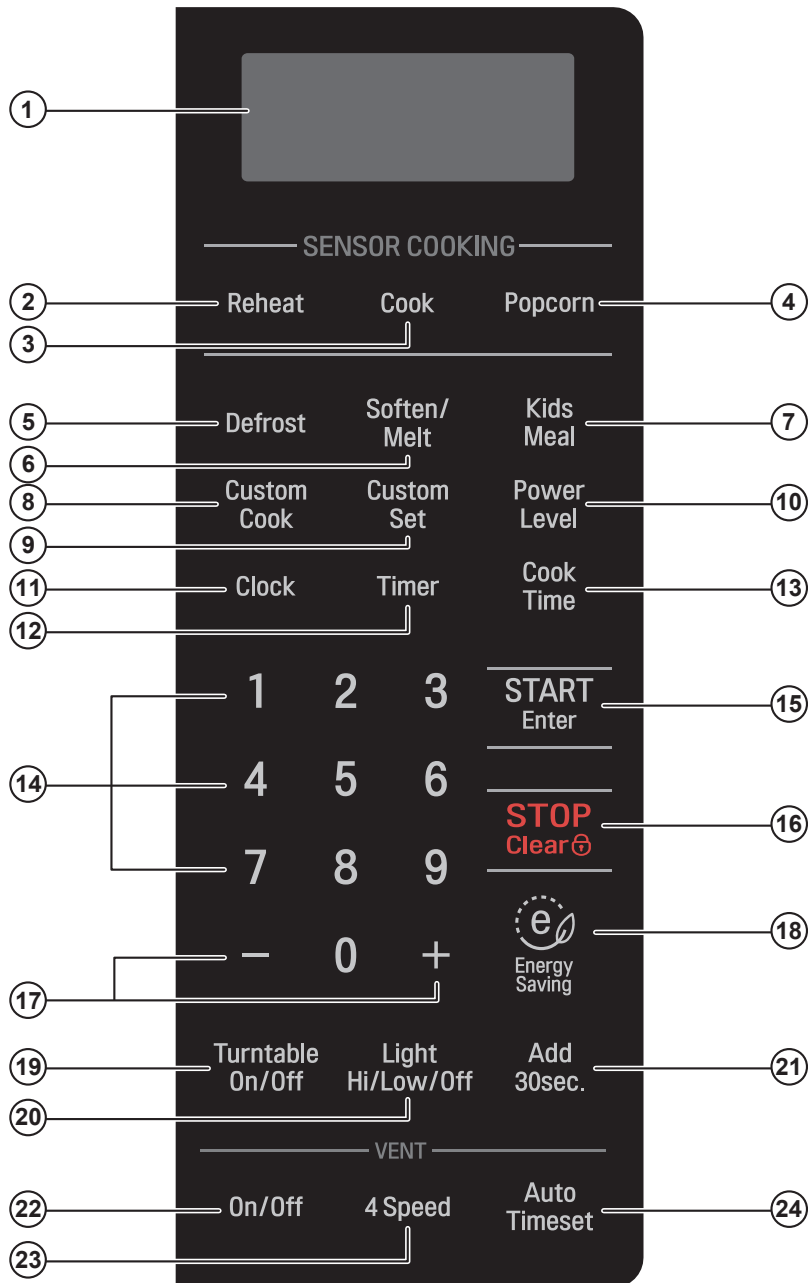 1
SENSOR COOKING
2 Reheat Cook Popcorn 4
3
5 Defrost Soften/ Melt Kids Meal 7
6
8 Custom Cook Custom Set Power Level 10
9
11 Clock Timer Cook Time 13
12
1 2 3 START Enter 15
14 4 5 6
STOP Clear 16
7 8 9
e Energy Saving 18
− 0 +
17
19 Turntable On/Off Light Hi/Low/Off Add 30sec. 21
20
VENT
22 On/Off 4 Speed Auto Timeset 24
23